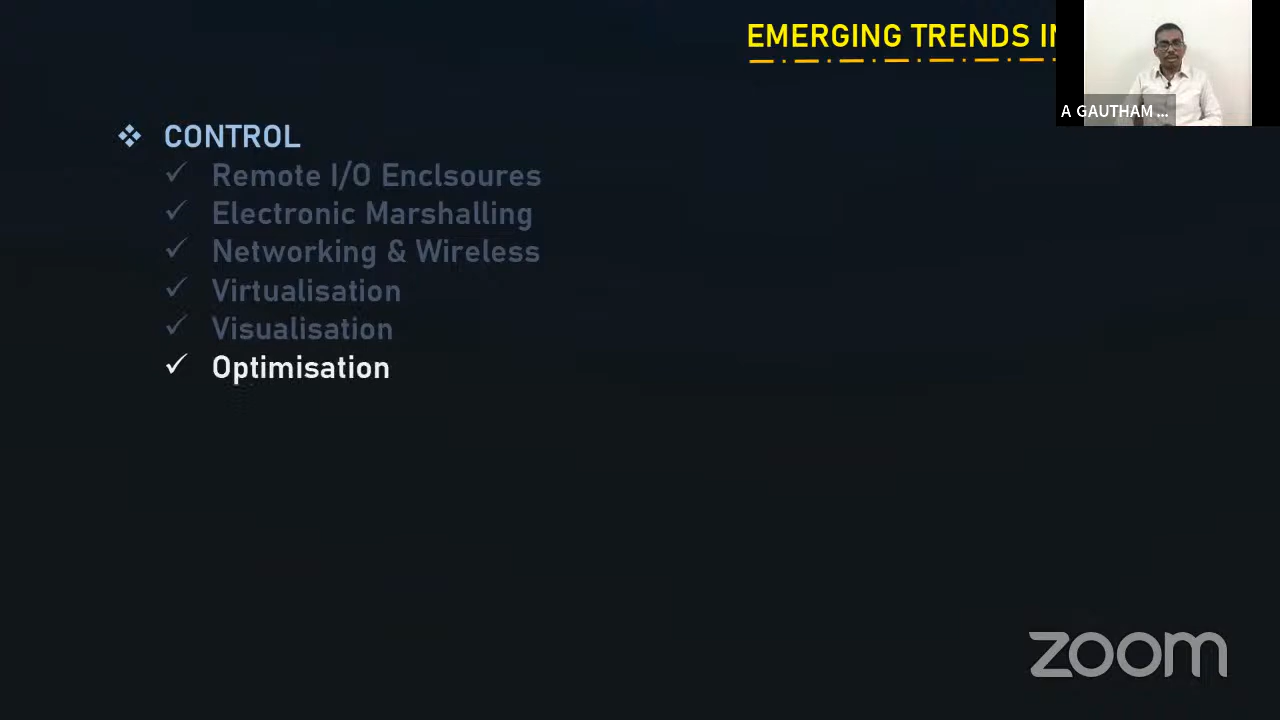 EMERGING TRENDS IN
A GAUTHAM ...
CONTROL
Remote I/O Enclsoures
Electronic Marshalling
Networking & Wireless
Virtualisation
Visualisation
Optimisation
zoom